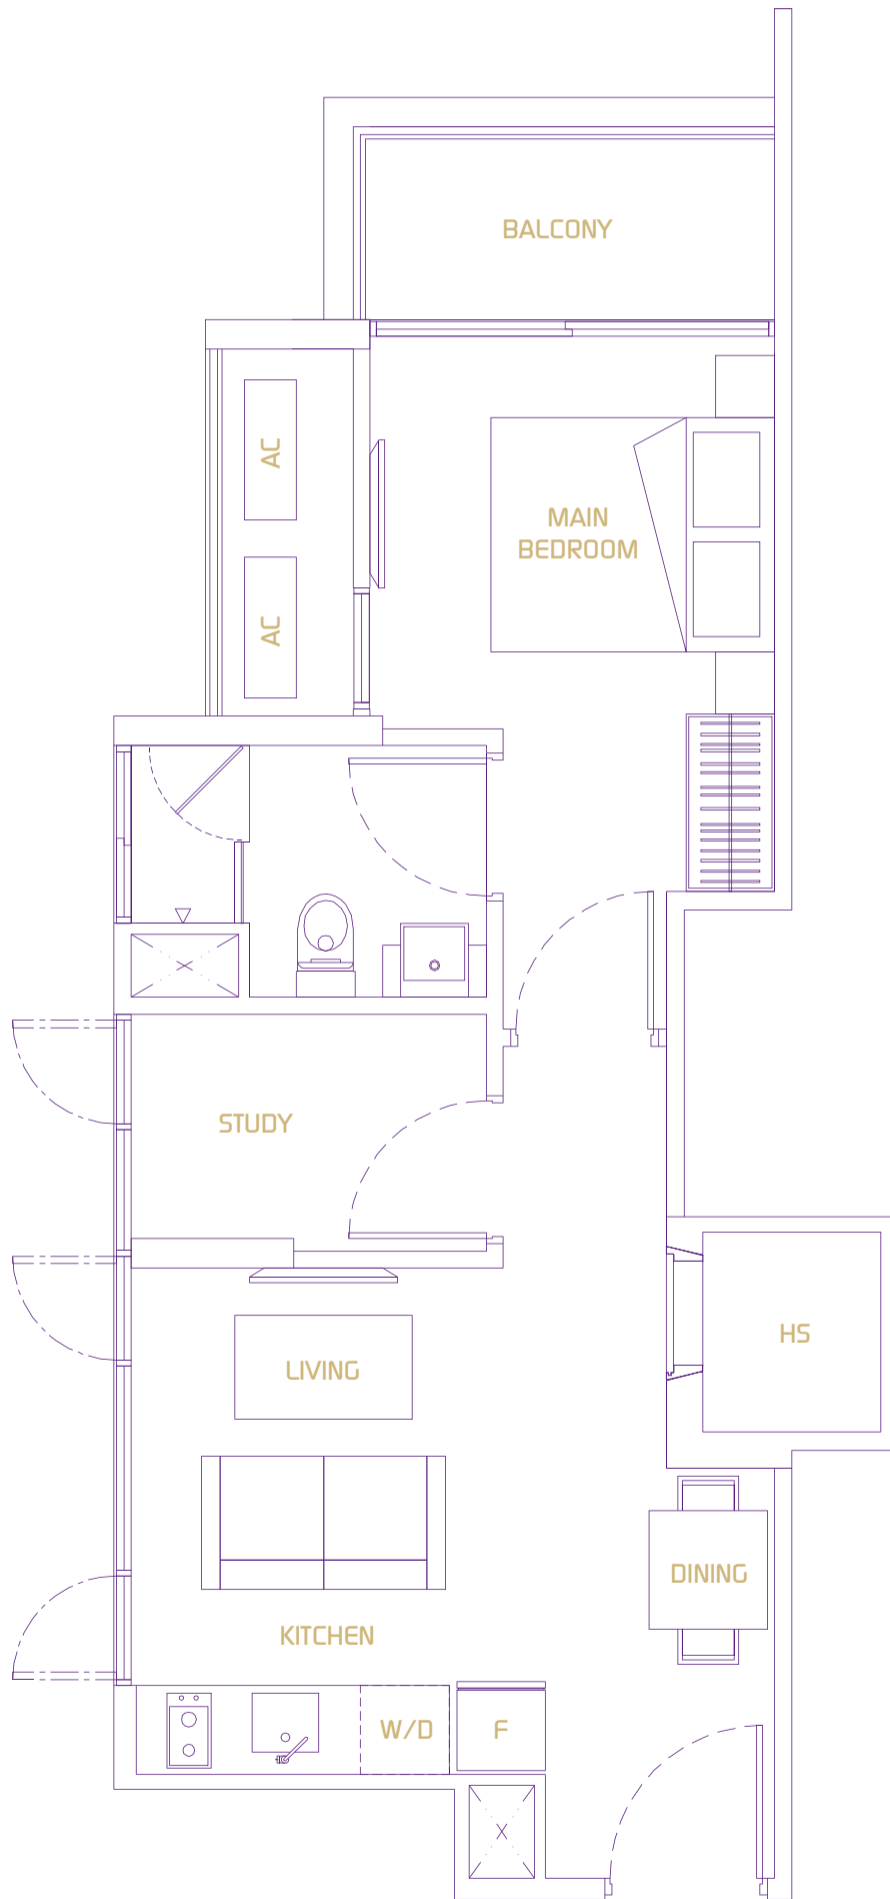 BALCONY
AC
MAIN
BEDROOM
AC
STUDY
HS
LIVING
DINING
KITCHEN
W/D
F